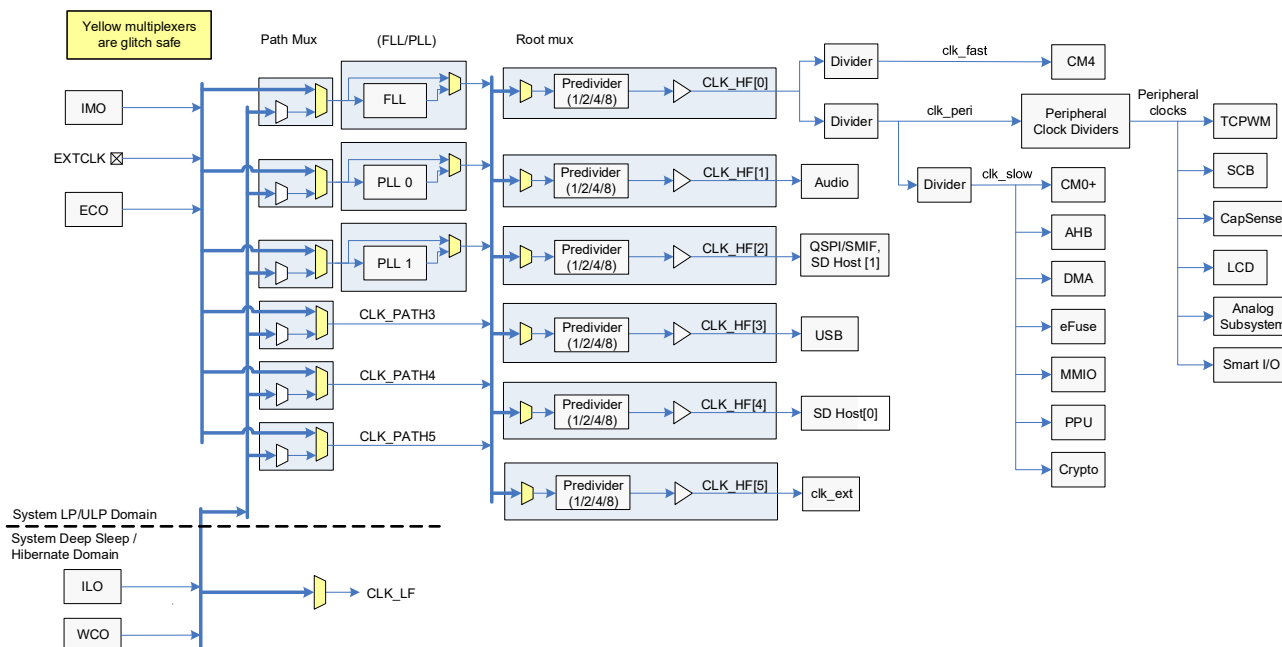 Yellow multiplexers
are glitch safe
Path Mux
(FLL/PLL)
Root mux
IMO
EXTCLK
ECO
FLL
PLL 0
PLL 1
CLK_PATH3
CLK_PATH4
CLK_PATH5
Predivider
(1/2/4/8)
CLK_HF[0]
Predivider
(1/2/4/8)
CLK_HF[1]
Audio
Predivider
(1/2/4/8)
CLK_HF[2]
QSPI/SMIF,
SD Host [1]
Predivider
(1/2/4/8)
CLK_HF[3]
USB
Predivider
(1/2/4/8)
CLK_HF[4]
SD Host[0]
Predivider
(1/2/4/8)
CLK_HF[5]
clk_ext
Divider
clk_fast
CM4
Divider
clk_peri
Peripheral
Clock Dividers
Peripheral
clocks
Divider
clk_slow
CM0+
AHB
DMA
eFuse
MMIO
PPU
Crypto
TCPWM
SCB
CapSense
LCD
Analog
Subsystem
Smart I/O
System LP/ULP Domain
System Deep Sleep /
Hibernate Domain
ILO
WCO
CLK_LF